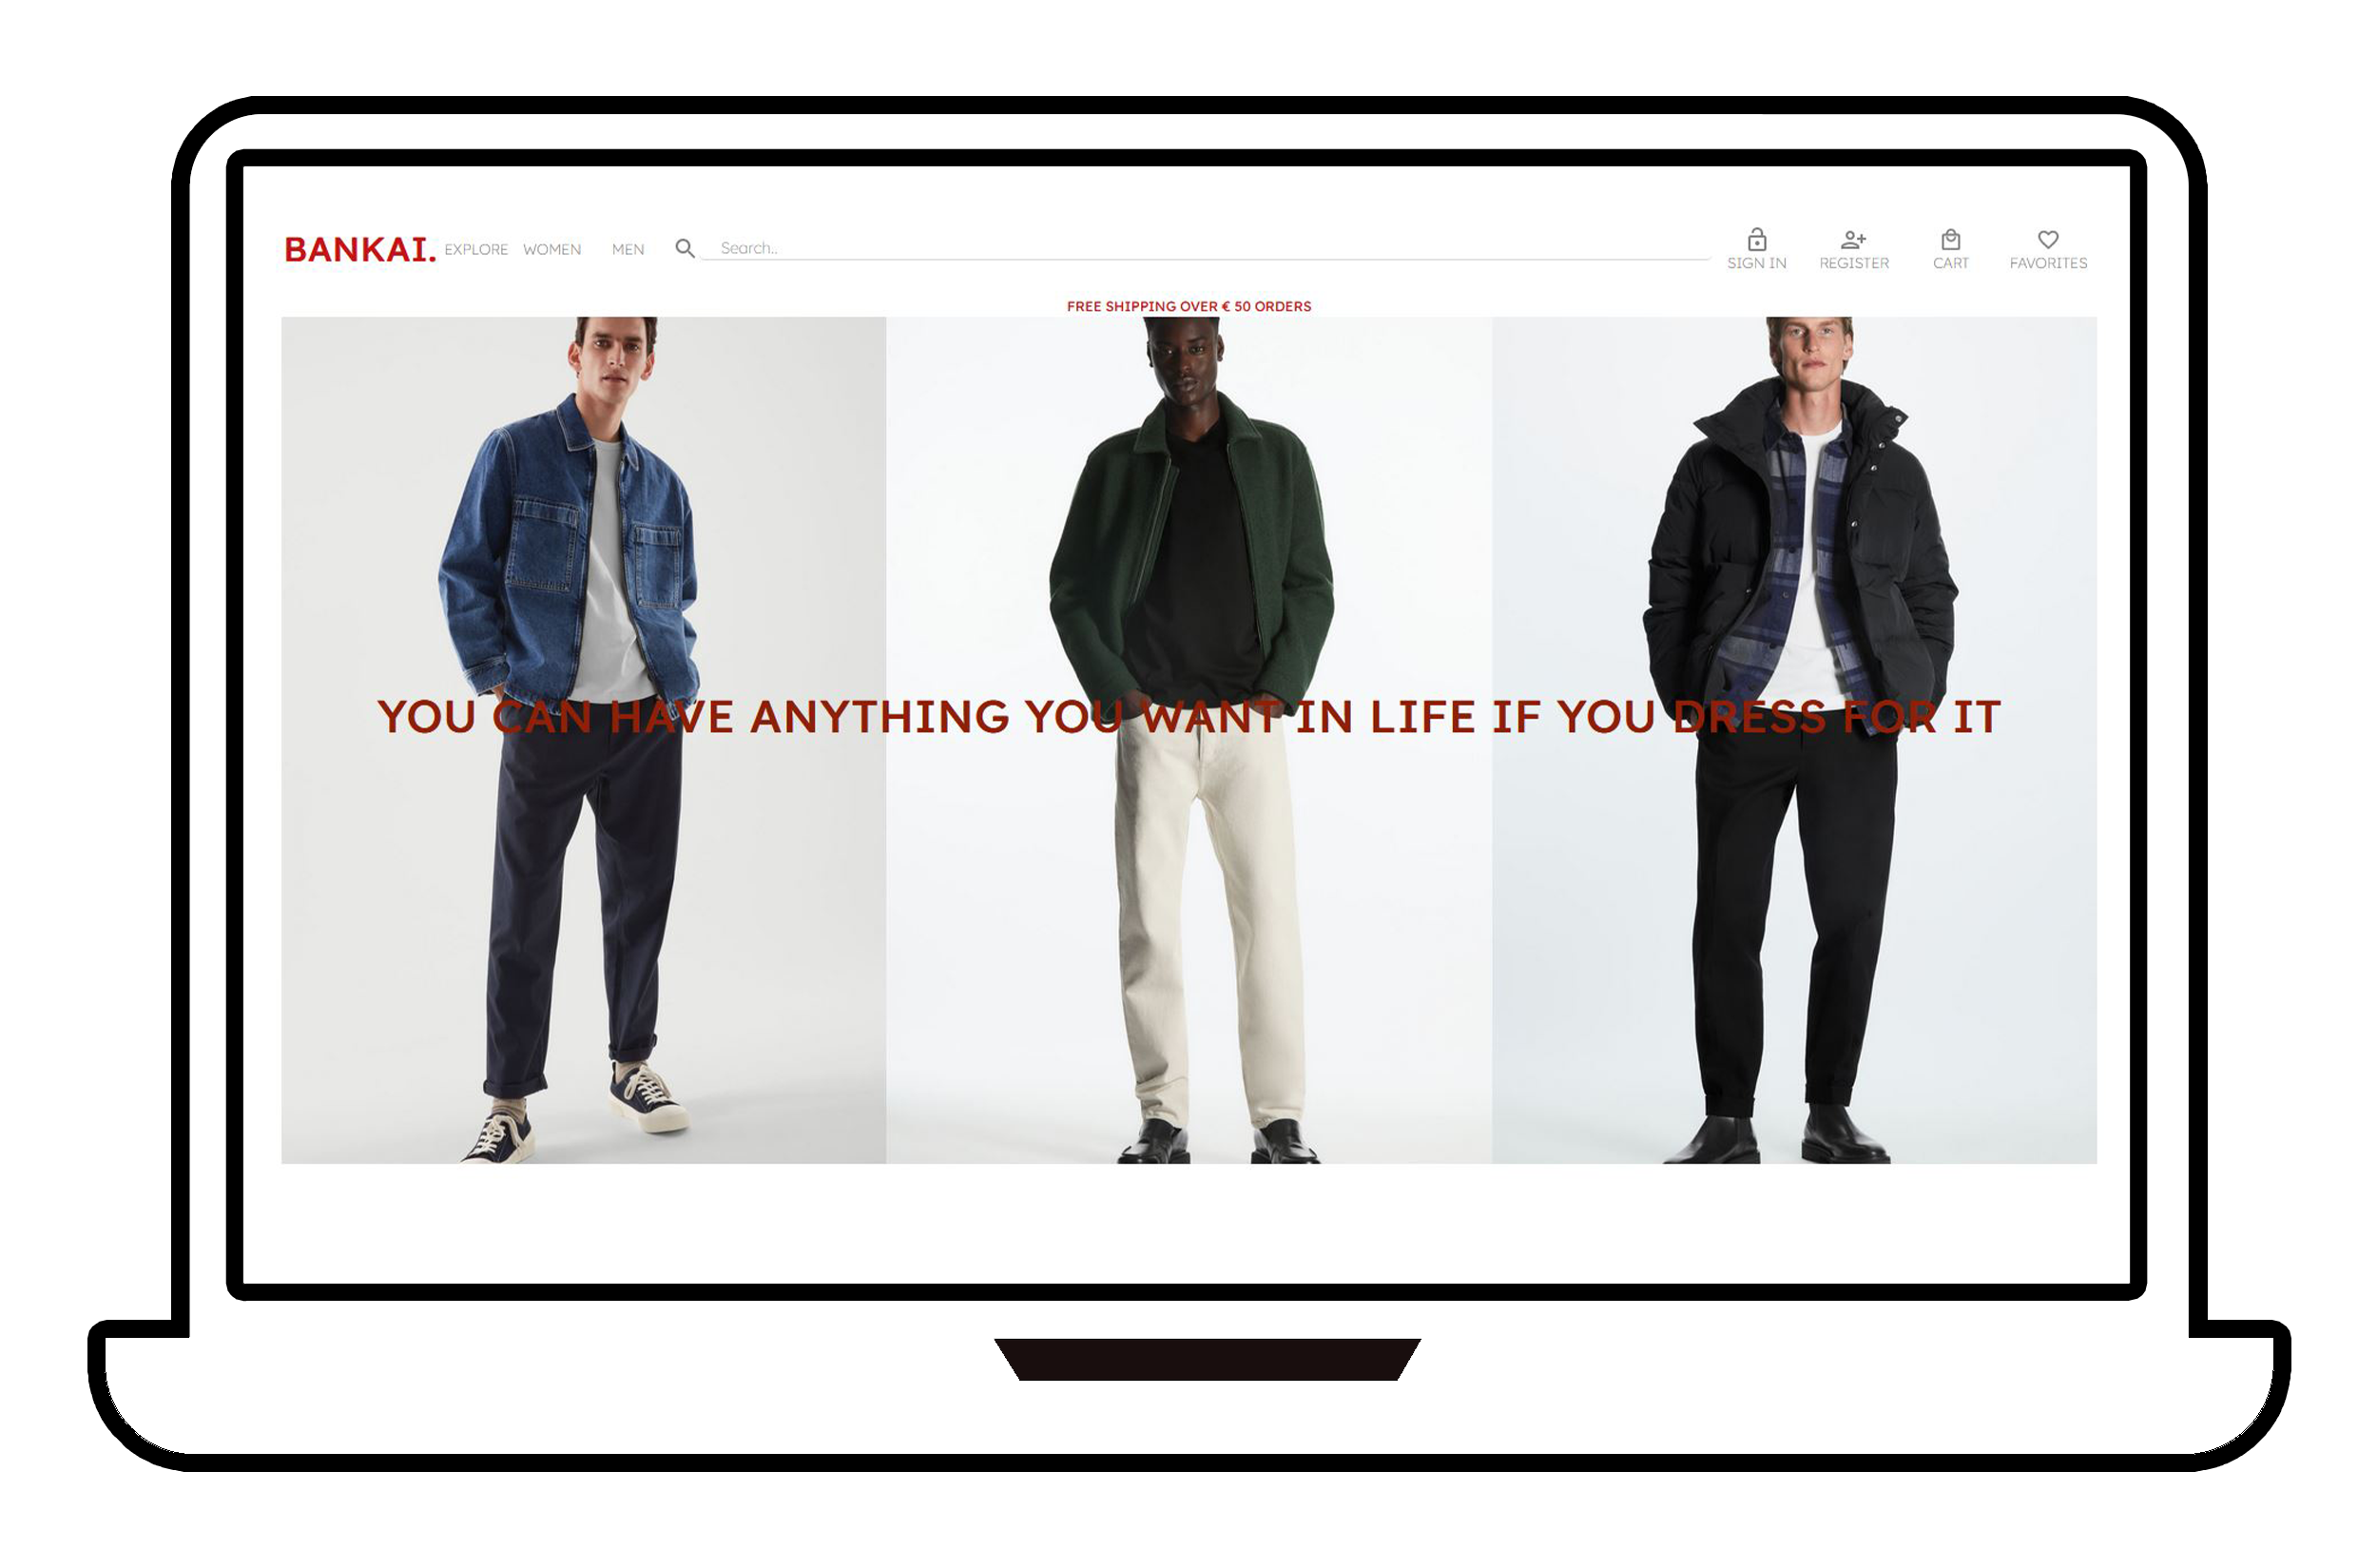 BANKAI. EXPLORE WOMEN MEN Search.. SIGN IN REGISTER CART FAVORITES
FREE SHIPPING OVER € 50 ORDERS
YOU CAN HAVE ANYTHING YOU WANT IN LIFE IF YOU DRESS FOR IT